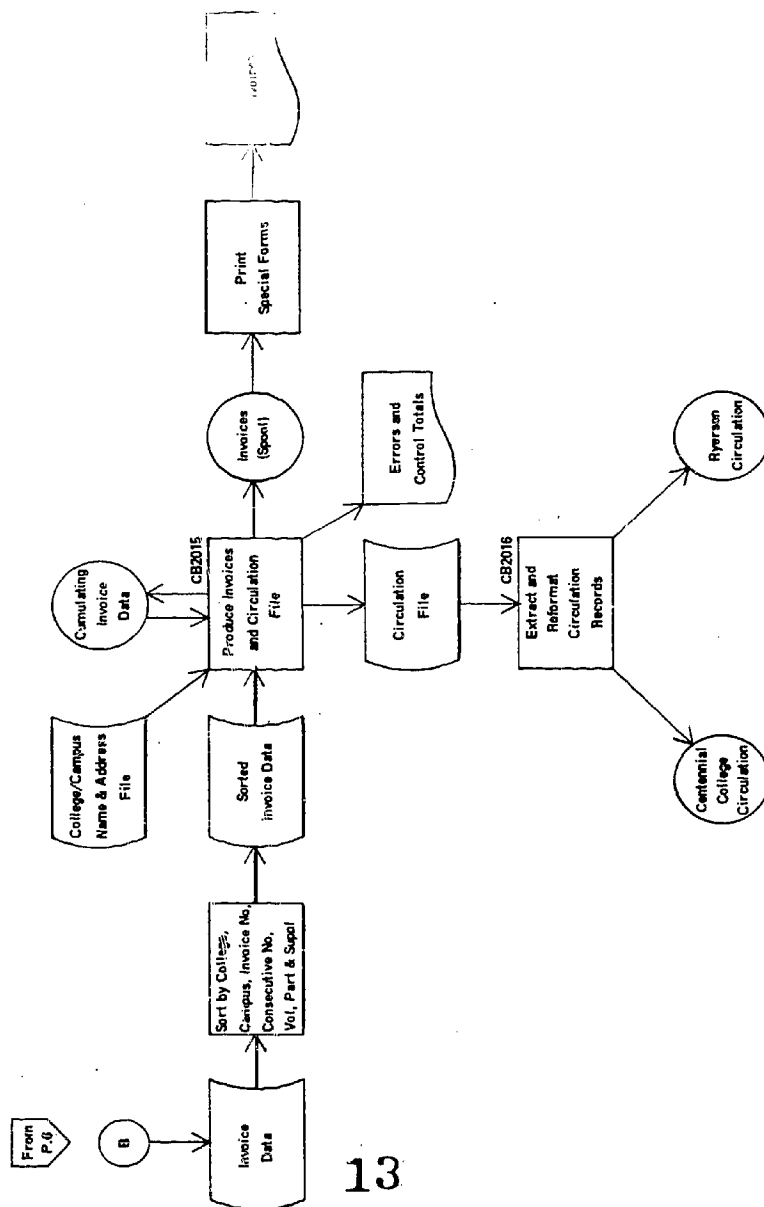 From
P.6
B
Invoice
Data
Sort by College,
Campus, Invoice No,
Consecutive No,
Vol, Part & Supal
College/Campus
Name & Address
File
Sorted
Invoice Data
Cumulating
Invoice
Data
CB2015
Produce Invoices
and Circulation
File
Invoices
(Spool)
Print
Special Forms
Errors and
Control Totals
Circulation
File
CB2016
Extract and
Reformat
Circulation
Records
Centennial
College
Circulation
Ryerson
Circulation
13